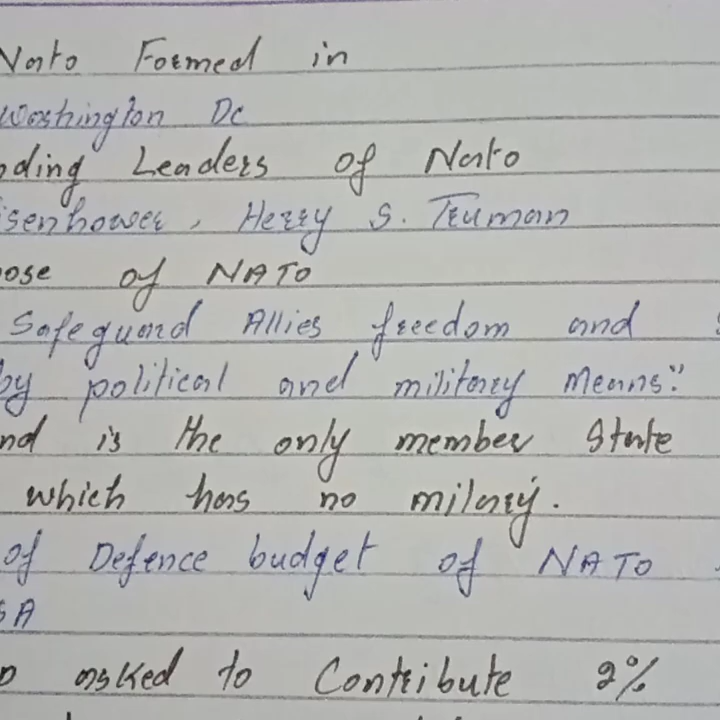 Nato Formed in
Washington Dc
nding Leaders of Nato
isenhower, Herry S. Truman
pose of NATO
Safeguard Allies freedom and
by political and military Means."
nd is the only member State
which has no milary.
of Defence budget of NATO
SA
asked to Contribute 2%